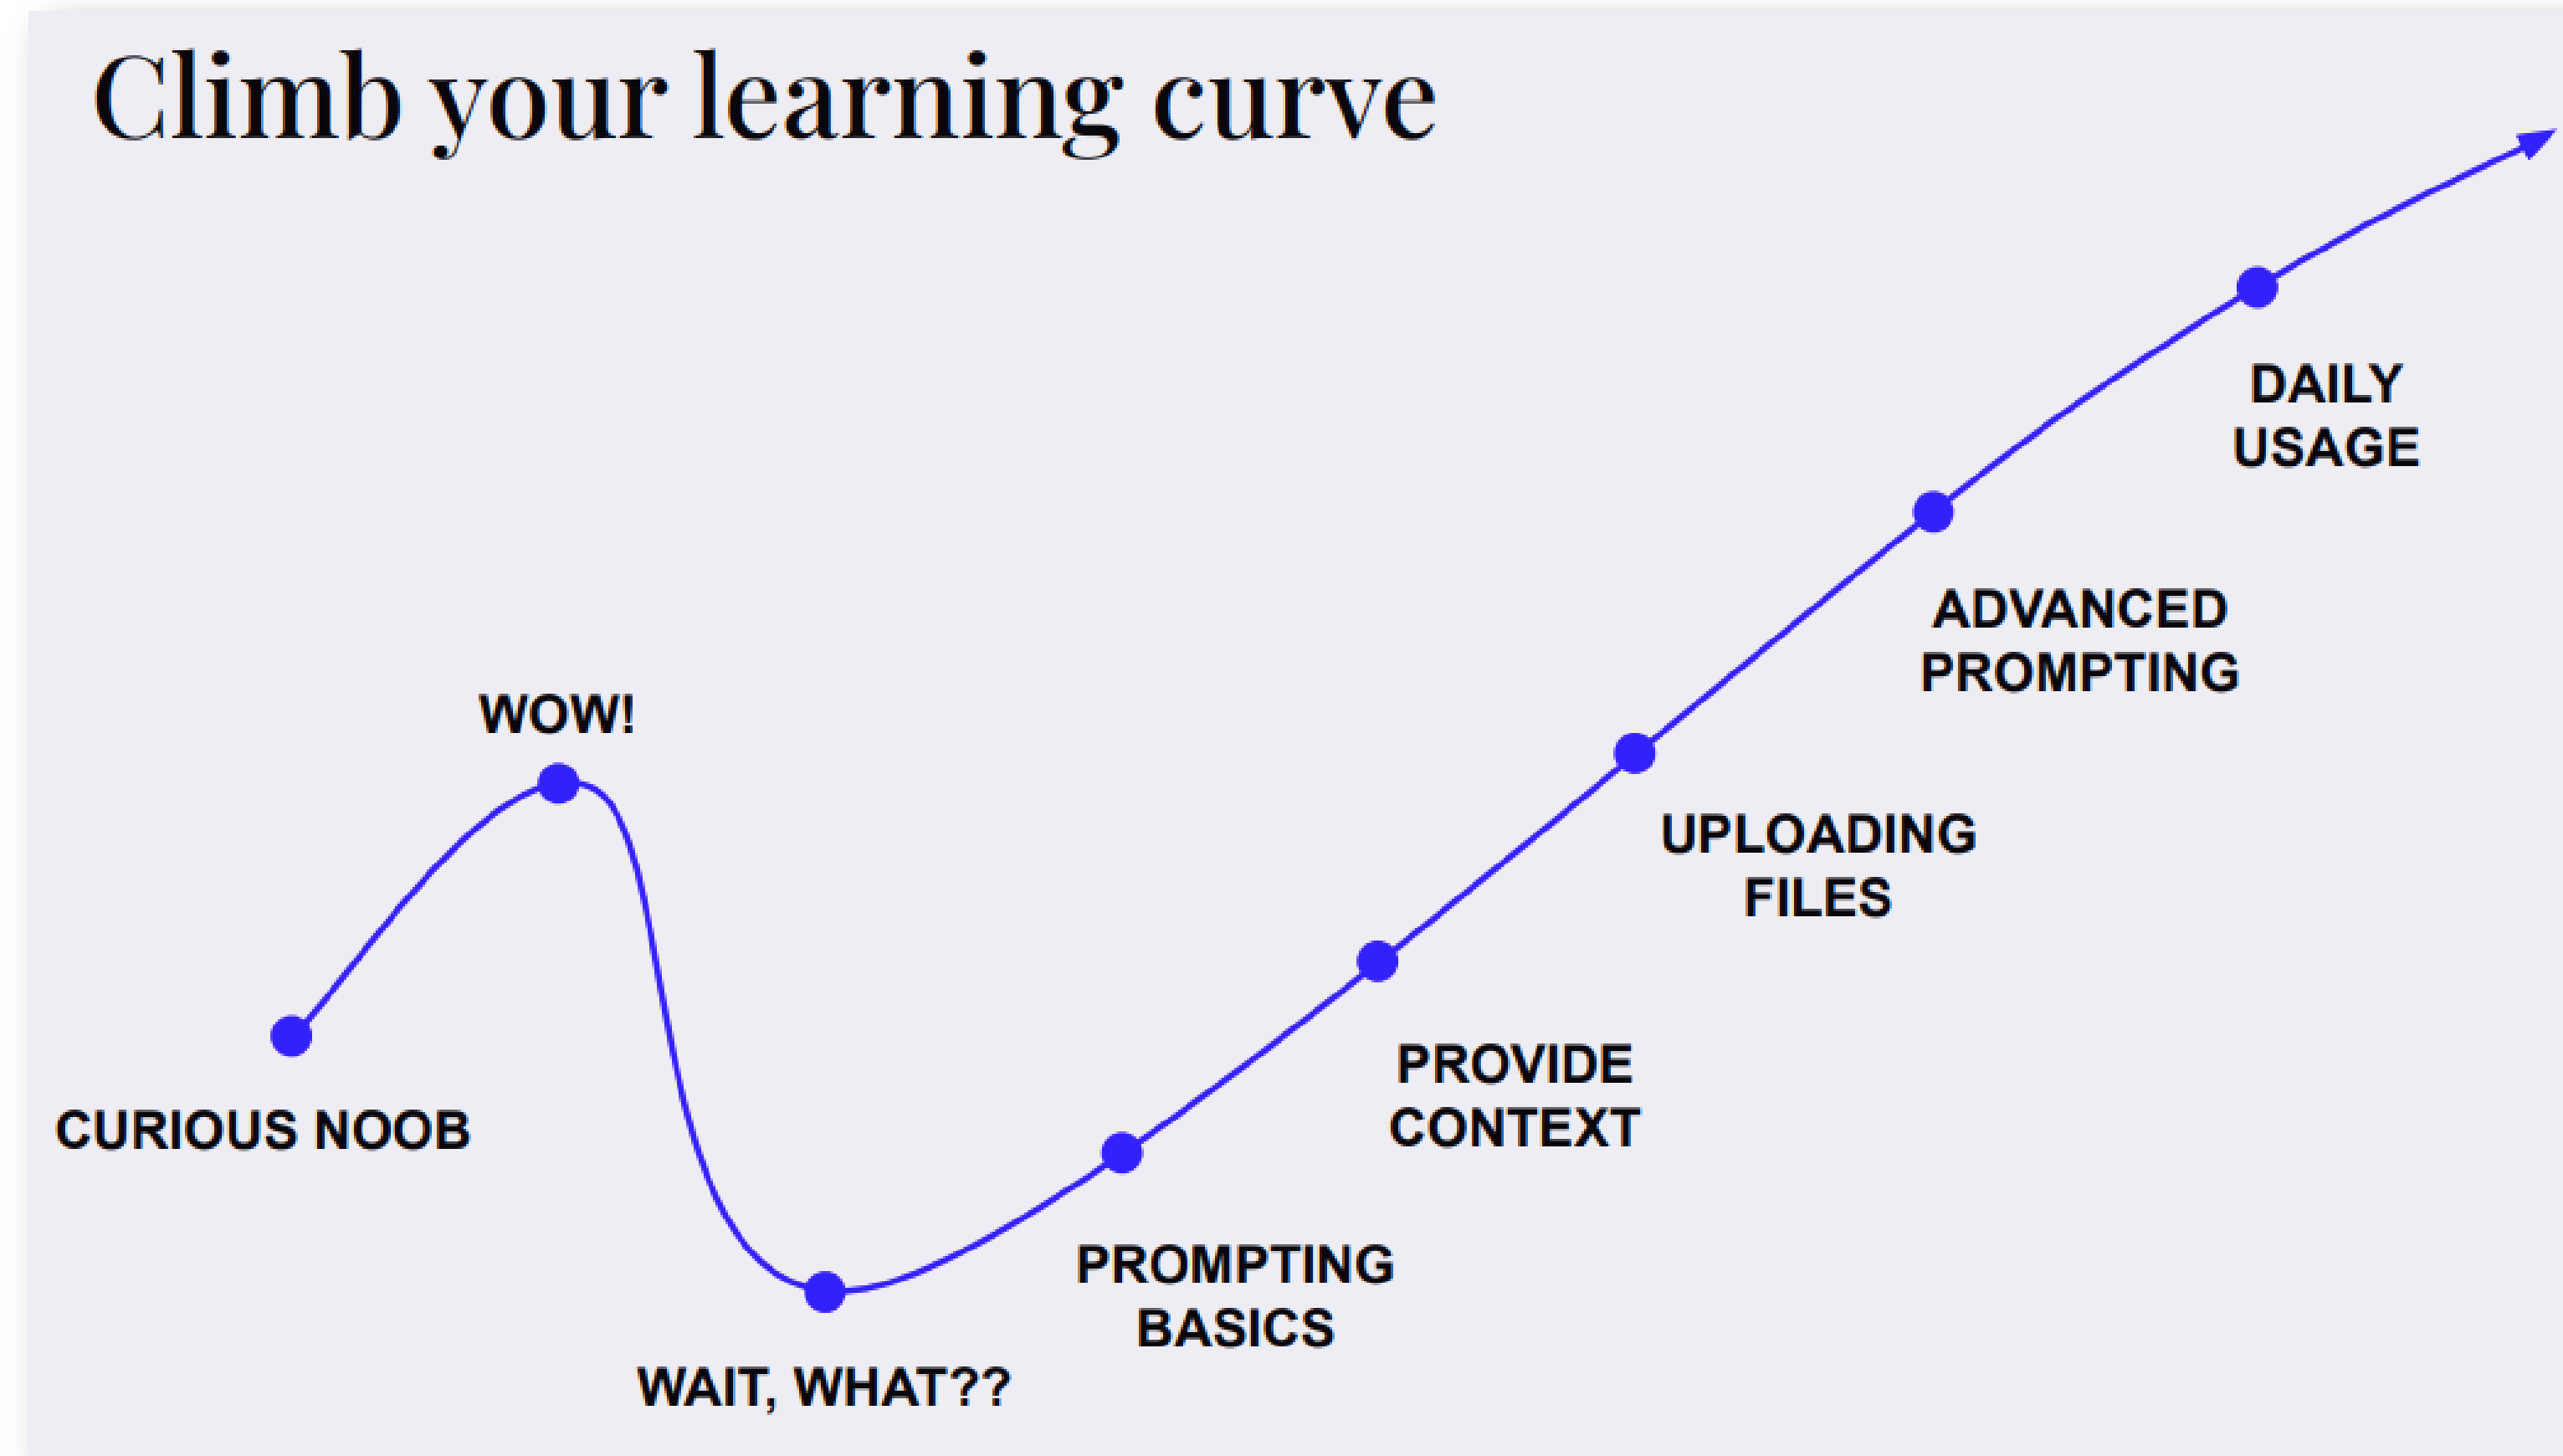 Climb your learning curve
CURIOUS NOOB
WOW!
WAIT, WHAT??
PROMPTING
BASICS
PROVIDE
CONTEXT
UPLOADING
FILES
ADVANCED
PROMPTING
DAILY
USAGE